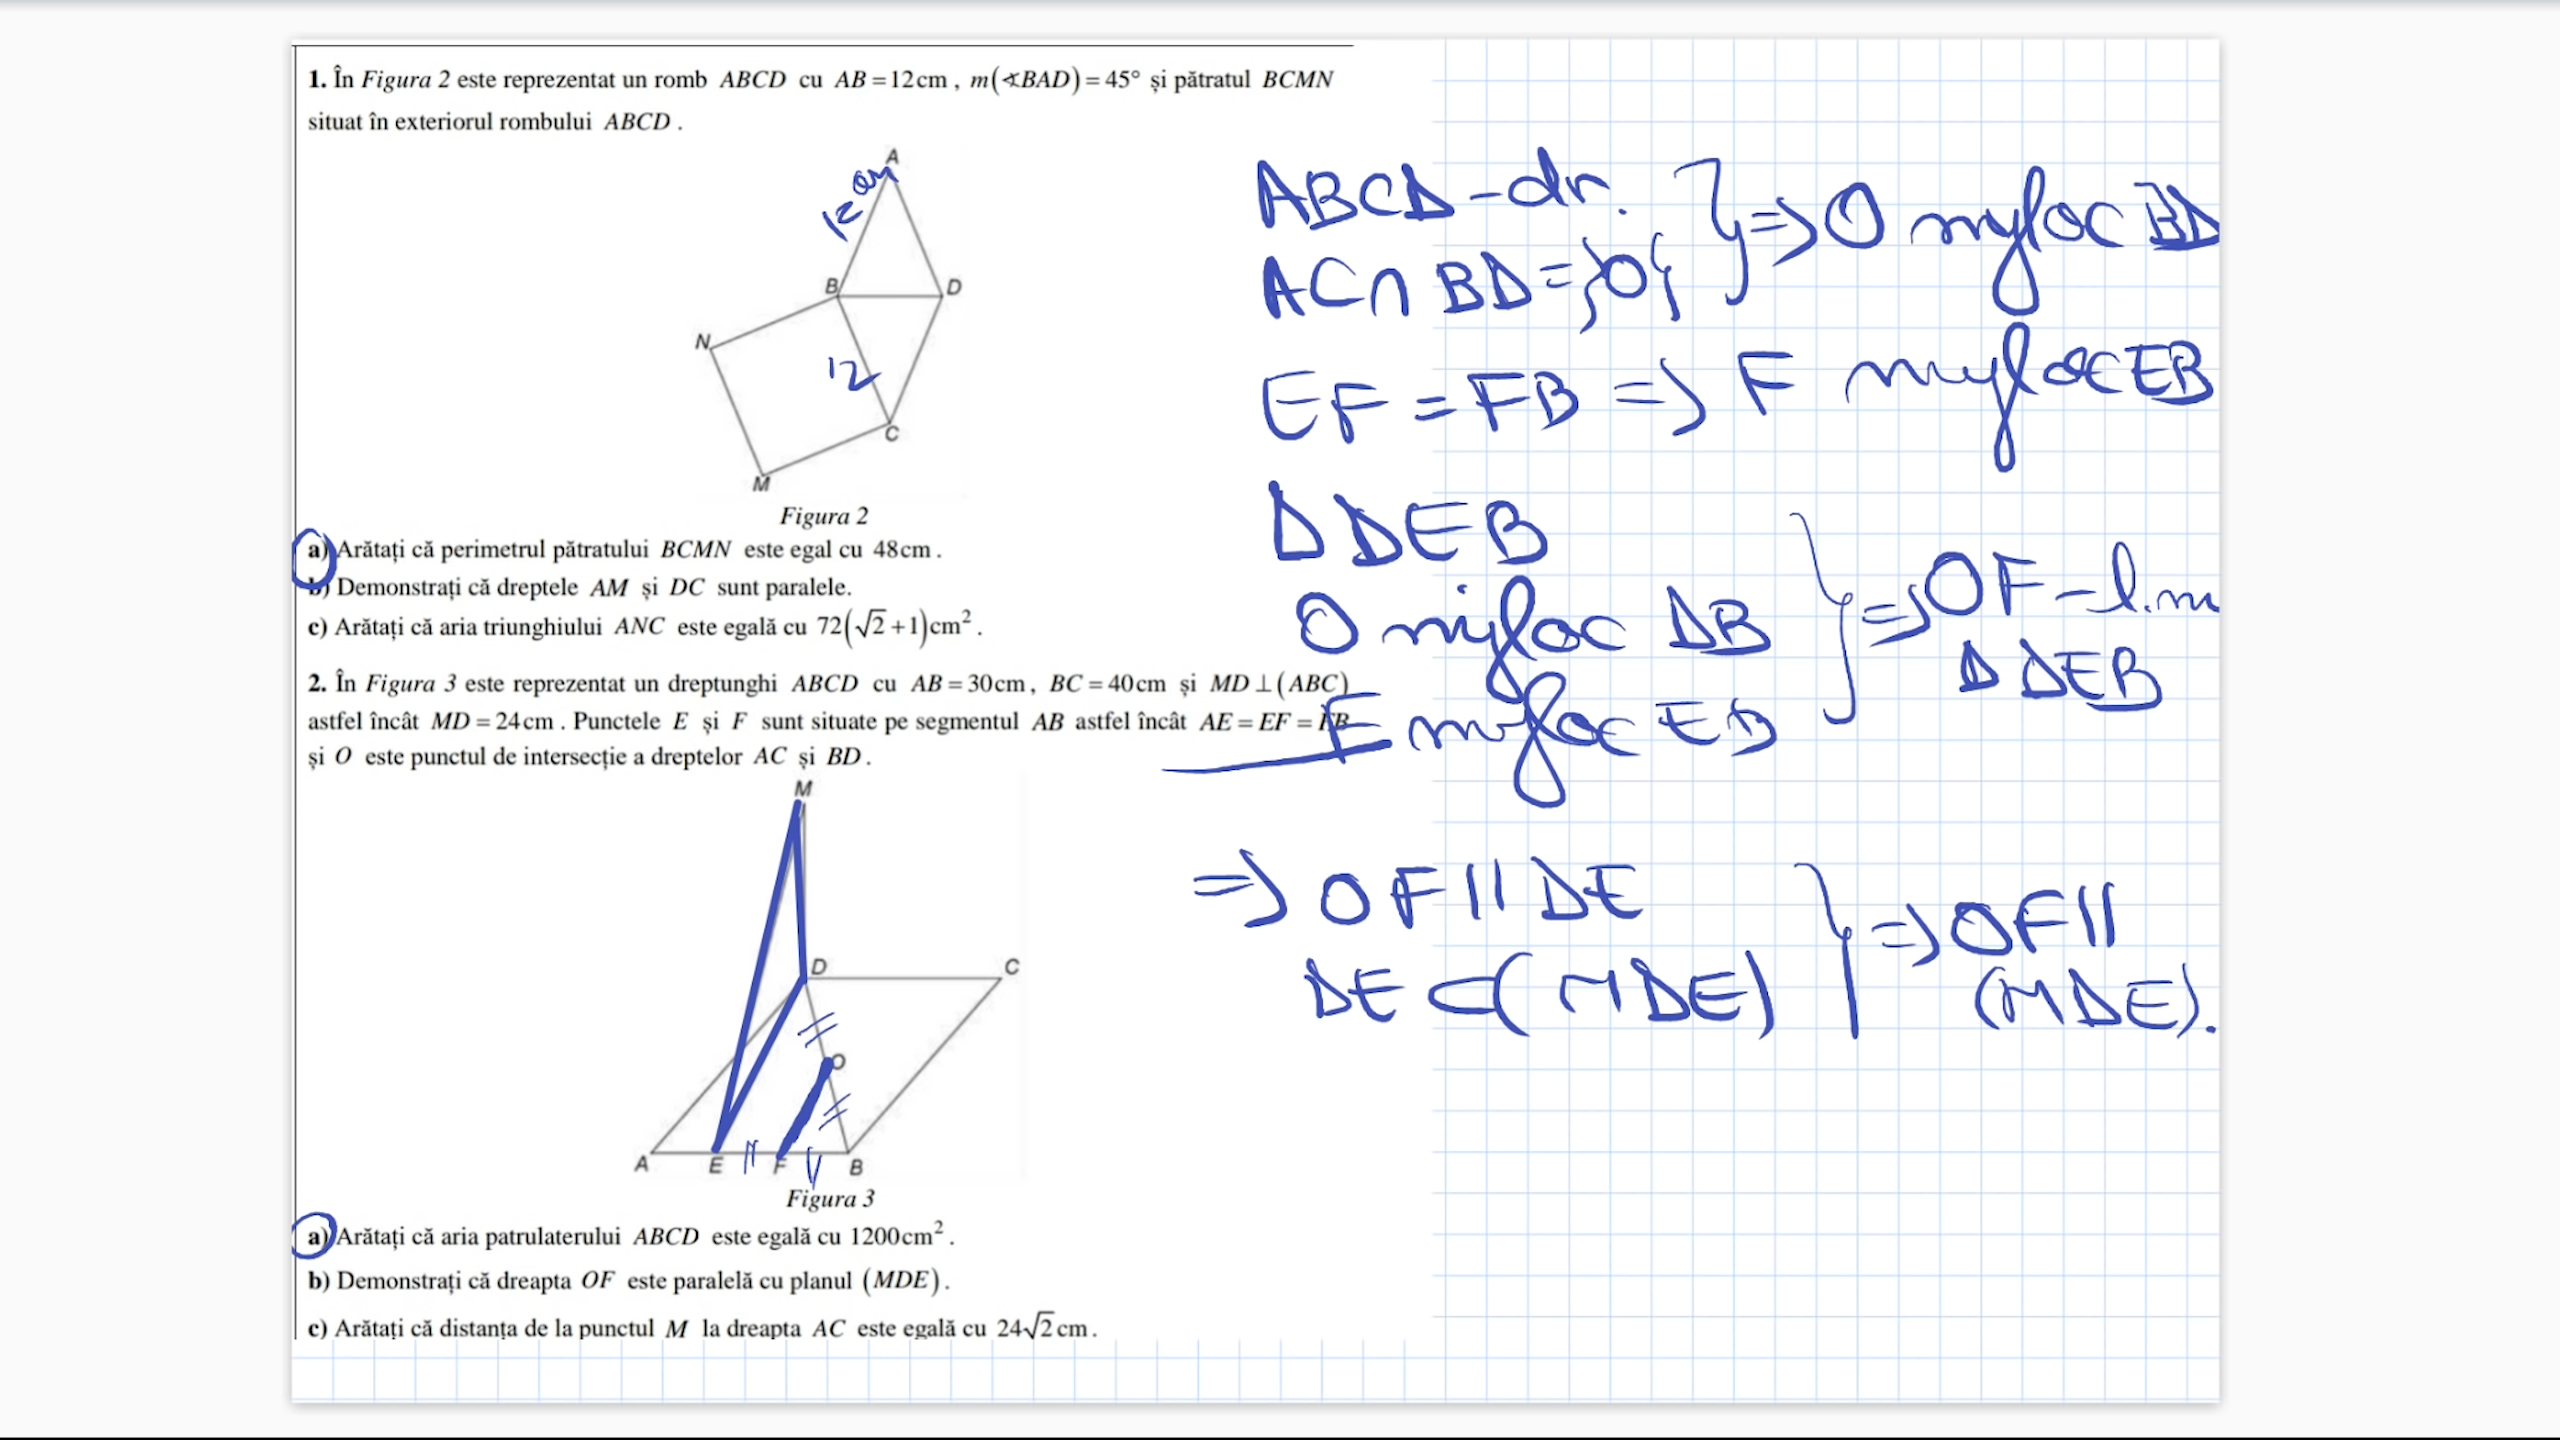 1. În Figura 2 este reprezentat un romb ABCD cu AB = 12cm , m(∢BAD) = 45° și pătratul BCMN
situat în exteriorul rombului ABCD .
A
12 cm
B
D
N
12
C
M
Figura 2
a) Arătați că perimetrul pătratului BCMN este egal cu 48cm .
b) Demonstrați că dreptele AM și DC sunt paralele.
c) Arătați că aria triunghiului ANC este egală cu 72(√2 + 1)cm² .
2. În Figura 3 este reprezentat un dreptunghi ABCD cu AB = 30cm , BC = 40cm și MD ⊥ (ABC)
astfel încât MD = 24cm . Punctele E și F sunt situate pe segmentul AB astfel încât AE = EF = FB
și O este punctul de intersecție a dreptelor AC și BD .
M
D
C
O
A
E
F
B
Figura 3
a) Arătați că aria patrulaterului ABCD este egală cu 1200cm² .
b) Demonstrați că dreapta OF este paralelă cu planul (MDE) .
c) Arătați că distanța de la punctul M la dreapta AC este egală cu 24√2 cm .
ABCD - dr. } => O mijloc BD
AC ∩ BD = {O}
EF = FB => F mijloc EB
Δ DEB
O mijloc DB } => OF - l.m
F mijloc EB Δ DEB
=> OF || DE } => OF ||
DE ⊂ (MDE) (MDE).